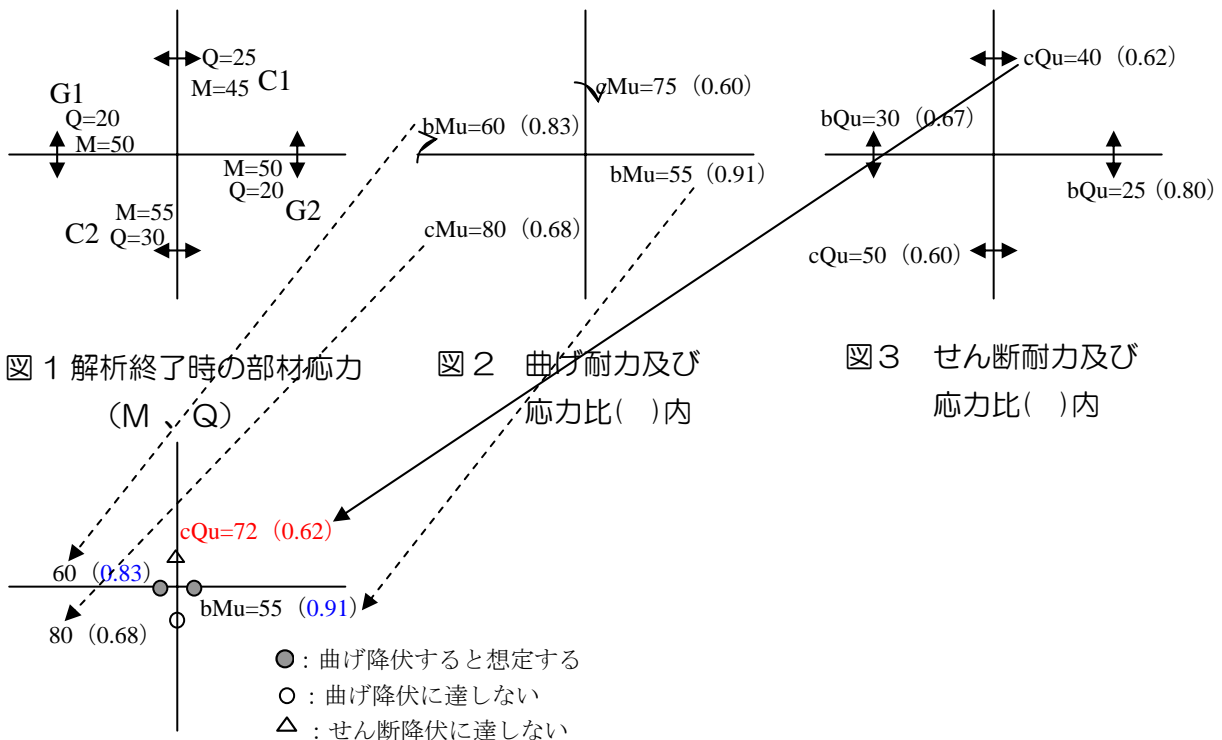 Q=25
M=45 C1
G1
Q=20
M=50
M=50
Q=20
G2
M=55
C2 Q=30
cMu=75（0.60）
bMu=60（0.83）
bMu=55（0.91）
cMu=80（0.68）
cQu=40（0.62）
bQu=30（0.67）
bQu=25（0.80）
cQu=50（0.60）
図１解析終了時の部材応力
（M 、Q）
図２ 曲げ耐力及び
応力比( )内
図３ せん断耐力及び
応力比( )内
cQu=72（0.62）
60（0.83）
bMu=55（0.91）
80（0.68）
：曲げ降伏すると想定する
：曲げ降伏に達しない
：せん断降伏に達しない